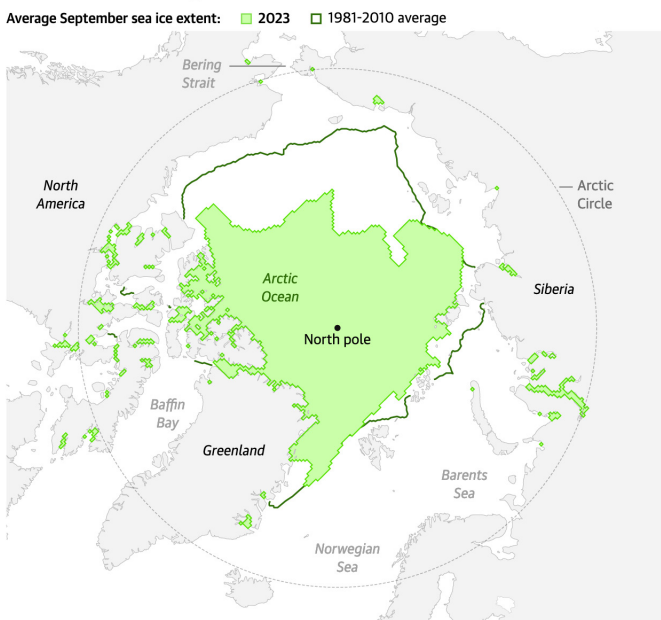 Average September sea ice extent: 2023 1981-2010 average
Bering
Strait
North
America
Arctic
Circle
Arctic
Ocean
Siberia
North pole
Baffin
Bay
Greenland
Barents
Sea
Norwegian
Sea